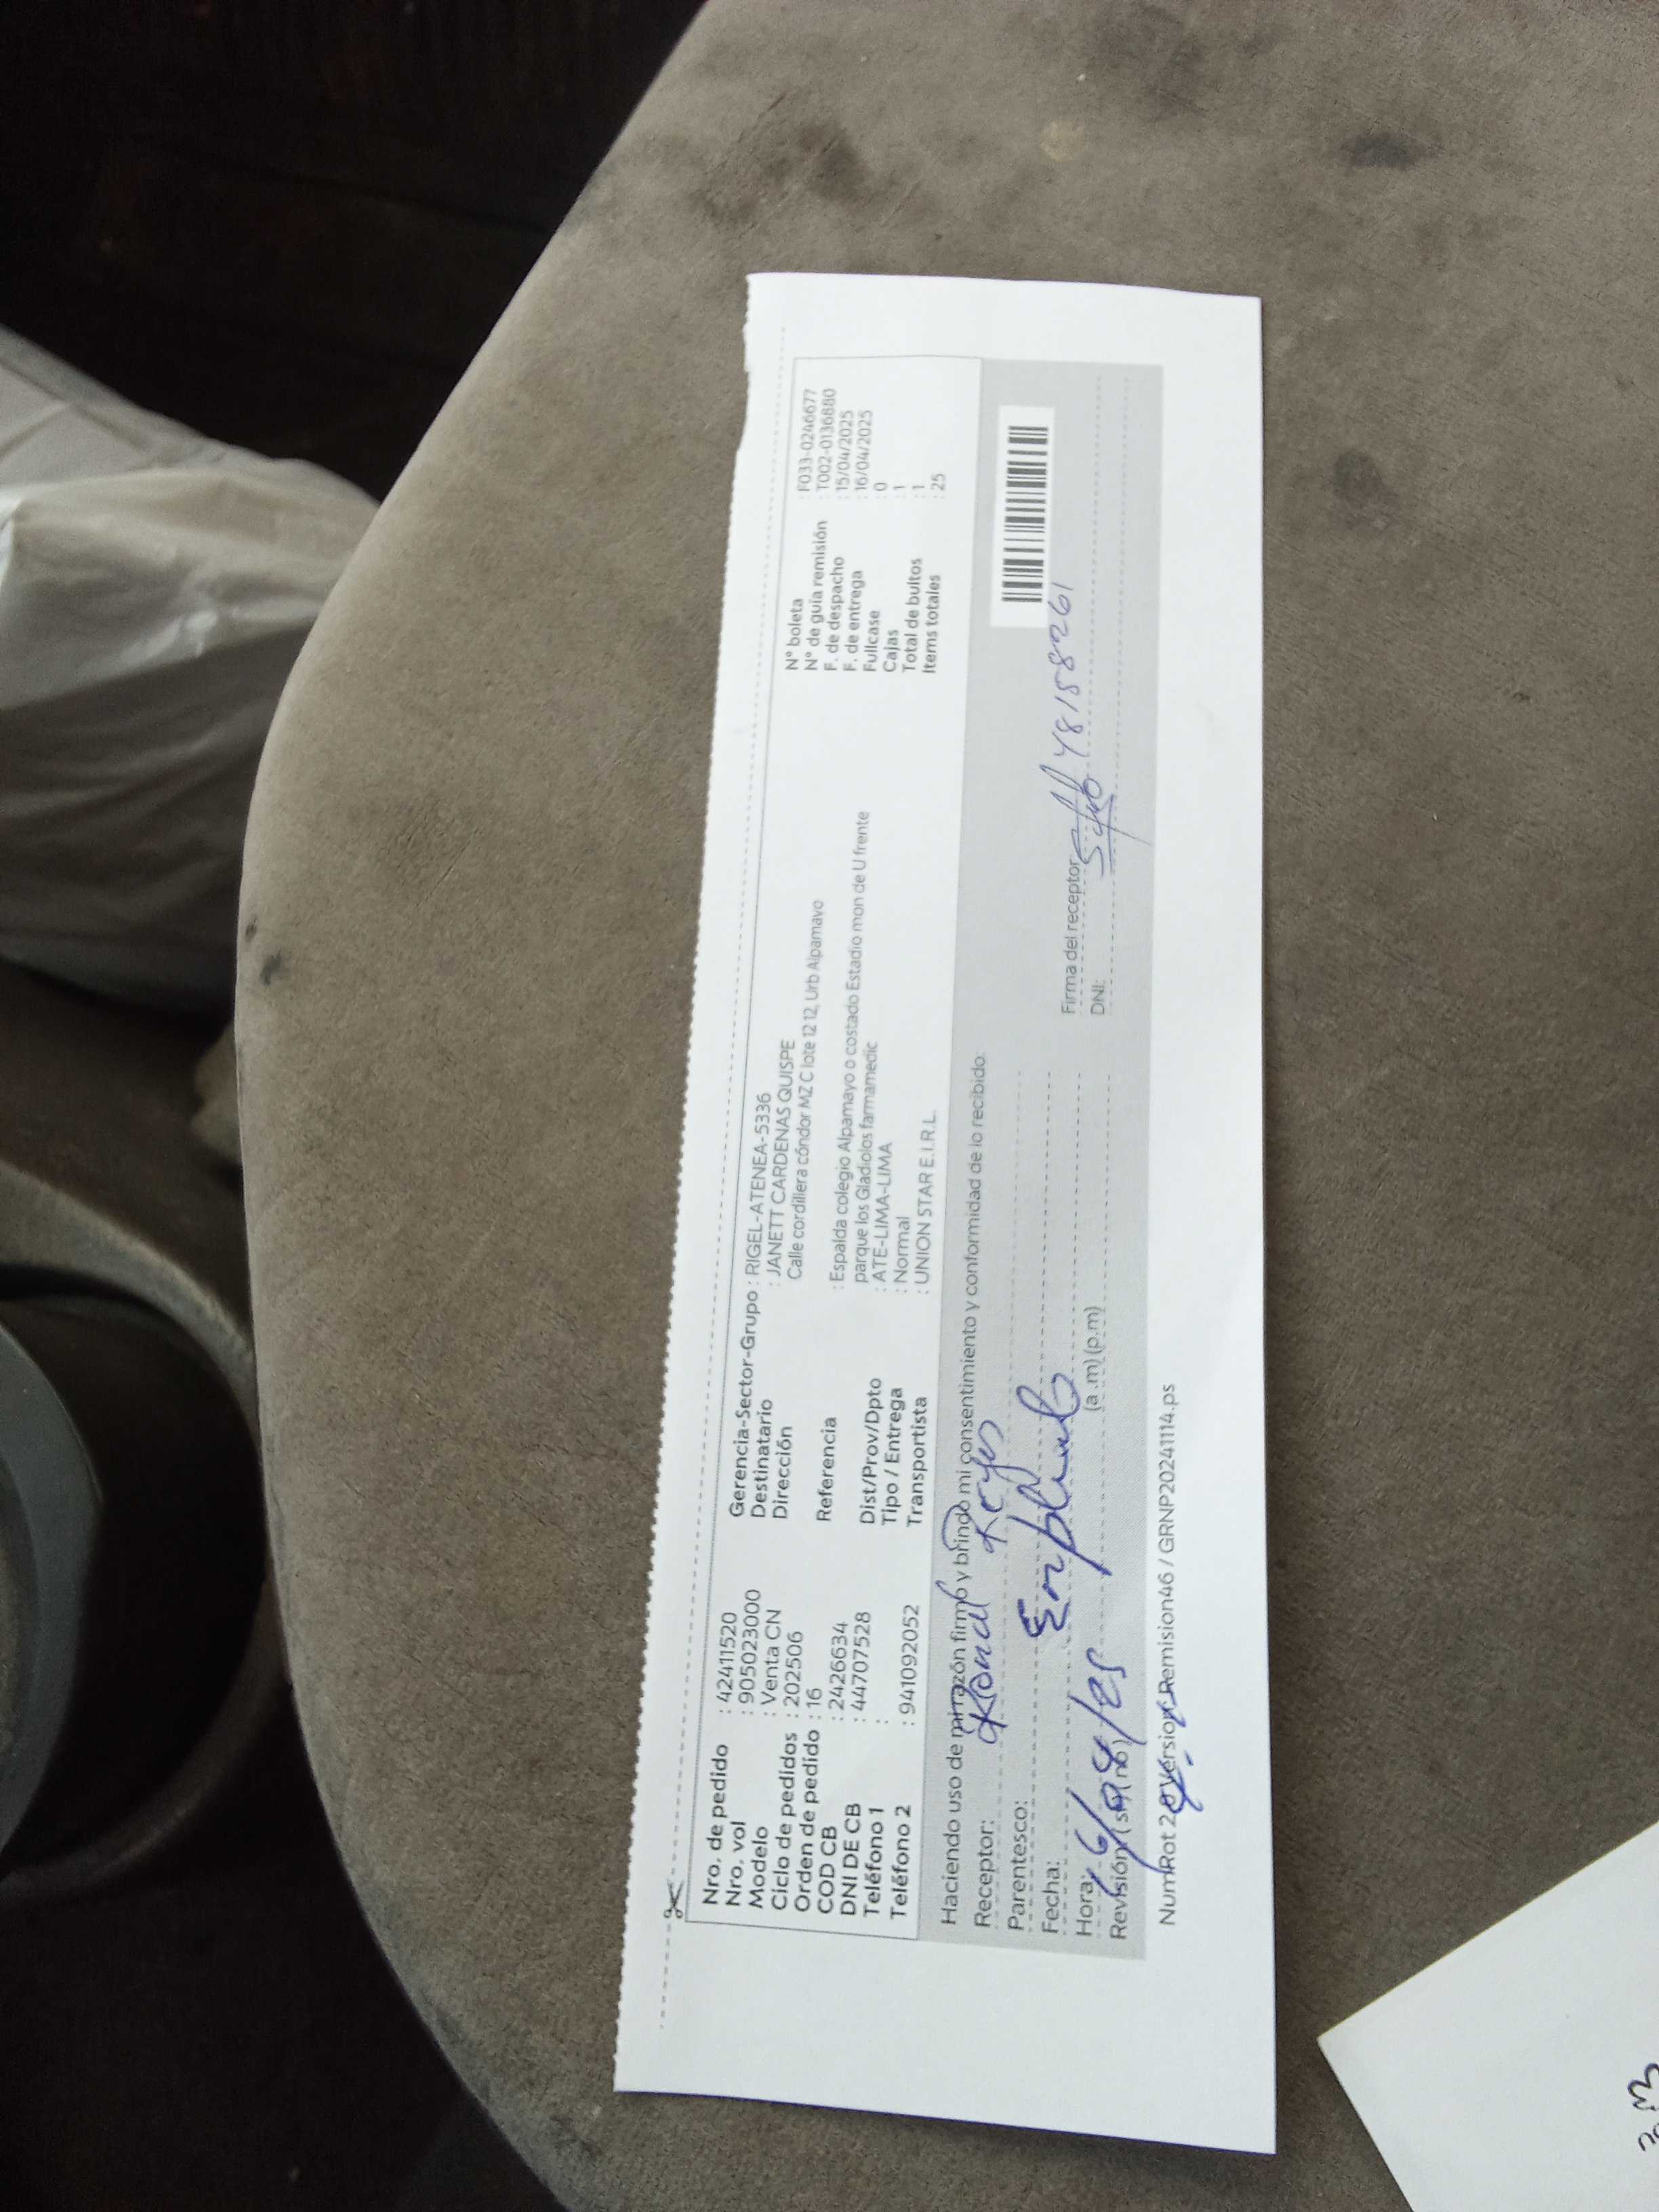 Nro. de pedido : 42411520
Nro. vol : 905023000
Modelo : Venta CN
Ciclo de pedidos : 202506
Orden de pedido : 16
COD CB : 2426634
DNI DE CB : 44707528
Teléfono 1 :
Teléfono 2 : 941092052
Gerencia-Sector-Grupo : RIGEL-ATENEA-5336
Destinatario : JANETT CARDENAS QUISPE
Dirección Calle cordillera cóndor MZ C lote 12 12, Urb Alpamayo
Referencia : Espalda colegio Alpamayo o costado Estadio mon de U frente
parque los Gladiolos farmamedic
Dist/Prov/Dpto : ATE-LIMA-LIMA
Tipo / Entrega : Normal
Transportista : UNION STAR E.I.R.L.
N° boleta : F033-0246677
N° de guía remisión : T002-0136880
F. de despacho : 15/04/2025
F. de entrega : 16/04/2025
Fullcase : 0
Cajas : 1
Total de bultos : 1
Items totales : 25
Haciendo uso de mi razón firmo y brindo mi consentimiento y conformidad de lo recibido.
Receptor: Ronal Reyes
Parentesco: Empleado
Fecha: 16/04/25
Hora: (a.m) (p.m)
Revisión (si) (no)
Firma del receptor
DNI: 48158261
NumRot 2.0 Version Remision46 / GRNP20241114.ps